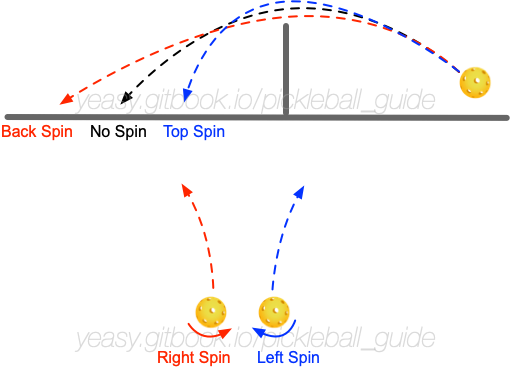 yeasy.gitbook.io/pickleball_guide
Back Spin No Spin Top Spin
yeasy.gitbook.io/pickleball_guide
Right Spin Left Spin